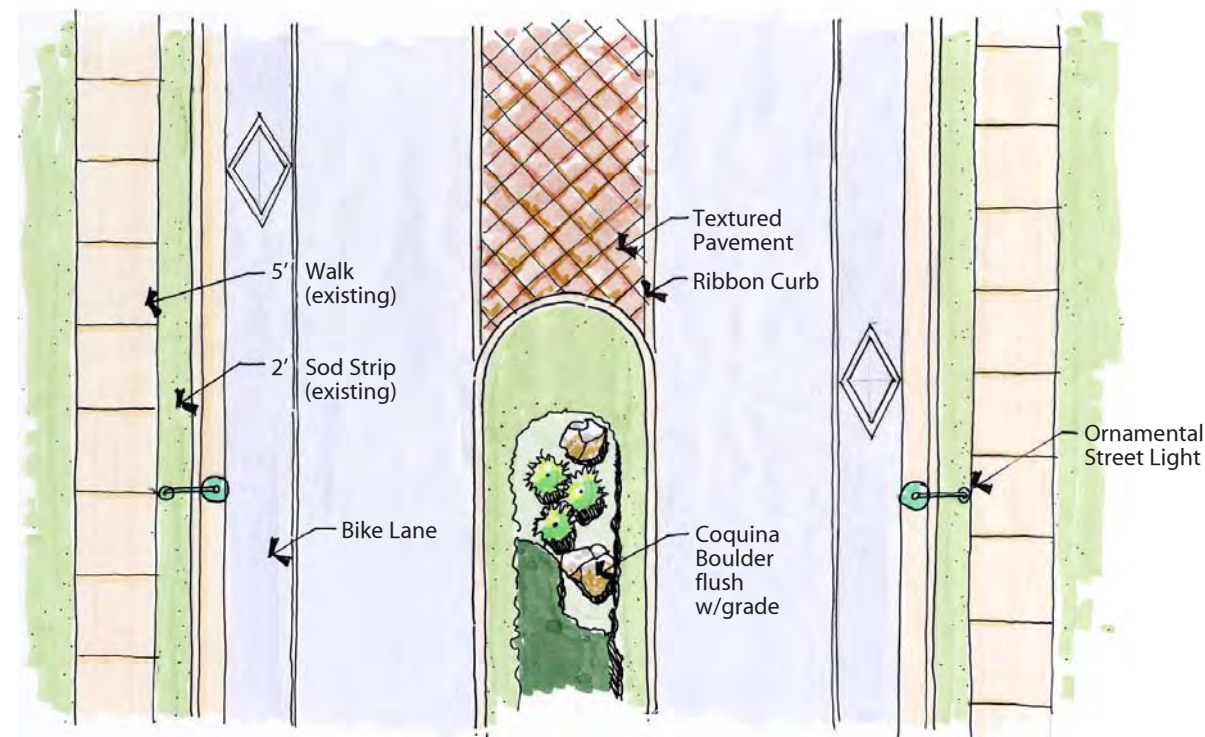 Textured
Pavement
Ribbon Curb
5' Walk
(existing)
2' Sod Strip
(existing)
Ornamental
Street Light
Bike Lane
Coquina
Boulder
flush
w/grade